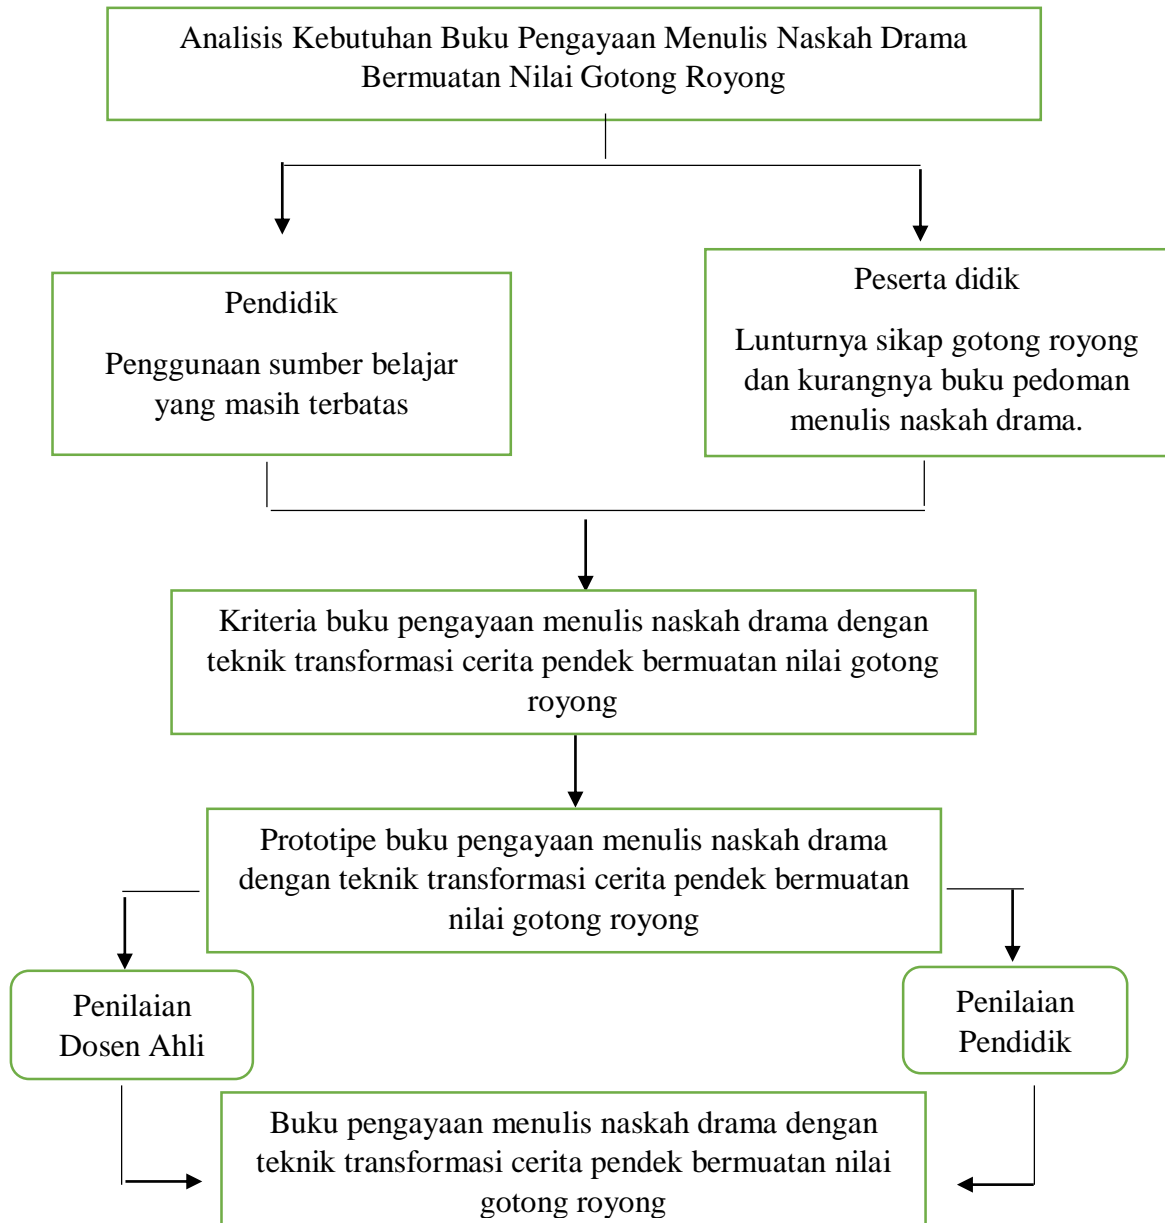 Analisis Kebutuhan Buku Pengayaan Menulis Naskah Drama
Bermuatan Nilai Gotong Royong
Pendidik
Penggunaan sumber belajar
yang masih terbatas
Peserta didik
Lunturnya sikap gotong royong
dan kurangnya buku pedoman
menulis naskah drama.
Kriteria buku pengayaan menulis naskah drama dengan
teknik transformasi cerita pendek bermuatan nilai gotong
royong
Prototipe buku pengayaan menulis naskah drama
dengan teknik transformasi cerita pendek bermuatan
nilai gotong royong
Penilaian
Dosen Ahli
Penilaian
Pendidik
Buku pengayaan menulis naskah drama dengan
teknik transformasi cerita pendek bermuatan nilai
gotong royong